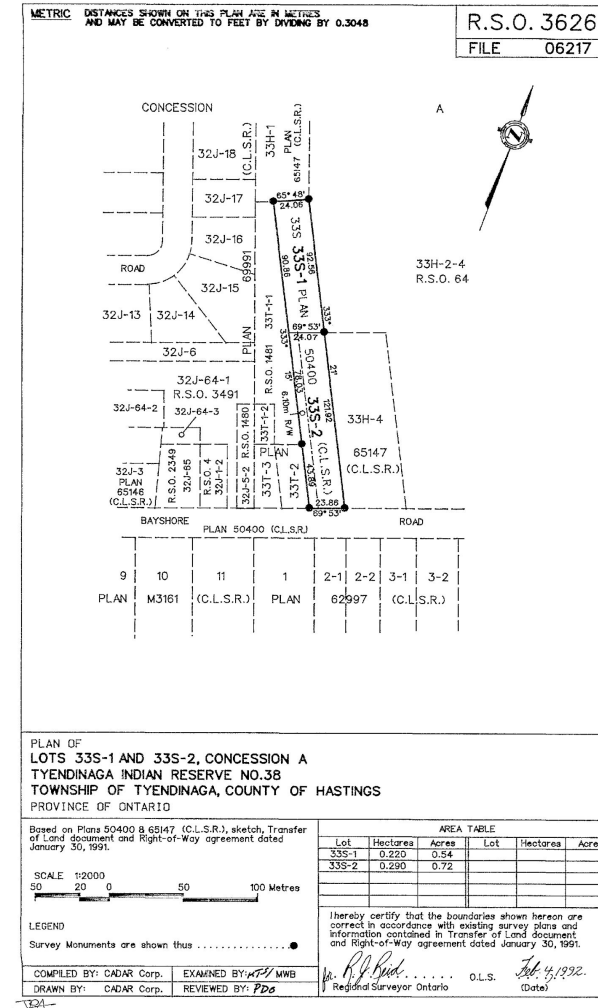 METRIC DISTANCES SHOWN ON THIS PLAN ARE IN METRES
AND MAY BE CONVERTED TO FEET BY DIVIDING BY 0.3048
R.S.O. 3626
FILE 06217
CONCESSION
A
32J-18
(C.L.S.R.)
33H-1
PLAN
65147 (C.L.S.R.)
32J-17
65° 48'
24.06
32J-16
33S
33S-1 PLAN
92.56
90.86
33H-2-4
R.S.O. 64
ROAD
69991
32J-15
32J-13
32J-14
33T-1-1
333°
69° 53'
24.07
333°
PLAN
32J-6
R.S.O. 1481
15'
78.03
50400
21'
32J-64-1
R.S.O. 3491
6.10m R/W
33S-2 (C.L.S.R.)
121.92
32J-64-2
32J-64-3
R.S.O. 1480
33T-1-2
33H-4
PLAN
65147
(C.L.S.R.)
32J-3
PLAN
65146
(C.L.S.R.)
R.S.O. 2349
32J-65
R.S.O. 4
32J-1-2
32J-5-2
33T-3
33T-2
43.89
23.86
69° 53'
BAYSHORE
ROAD
PLAN 50400 (C.L.S.R.)
9 10 11 1 2-1 2-2 3-1 3-2
PLAN M3161 (C.L.S.R.) PLAN 62997 (C.L.S.R.)
PLAN OF
LOTS 33S-1 AND 33S-2, CONCESSION A
TYENDINAGA INDIAN RESERVE NO.38
TOWNSHIP OF TYENDINAGA, COUNTY OF HASTINGS
PROVINCE OF ONTARIO
Based on Plans 50400 & 65147 (C.L.S.R.), sketch, Transfer
of Land document and Right-of-Way agreement dated
January 30, 1991.
SCALE 1:2000
50 20 0 50 100 Metres
LEGEND
Survey Monuments are shown thus ..................
COMPILED BY: CADAR Corp. EXAMINED BY: MWB
DRAWN BY: CADAR Corp. REVIEWED BY: PDG
AREA TABLE
Lot Hectares Acres Lot Hectares Acre
33S-1 0.220 0.54
33S-2 0.290 0.72
I hereby certify that the boundaries shown hereon are
correct in accordance with existing survey plans and
information contained in Transfer of Land document
and Right-of-Way agreement dated January 30, 1991.
for R.J. Reid ....... O.L.S. Feb. 4, 1992.
Regional Surveyor Ontario (Date)